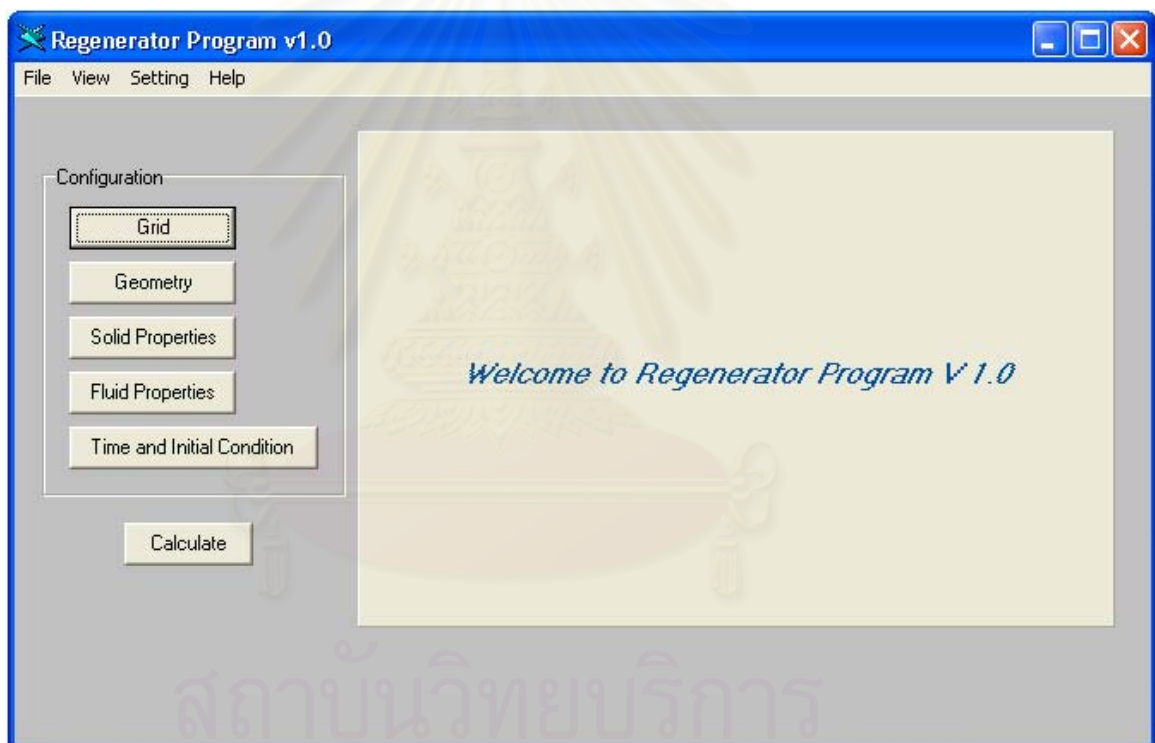 Regenerator Program v1.0
File View Setting Help
Configuration
Grid
Geometry
Solid Properties
Fluid Properties
Time and Initial Condition
Calculate
Welcome to Regenerator Program V 1.0
สถาบันวิทยบริการ